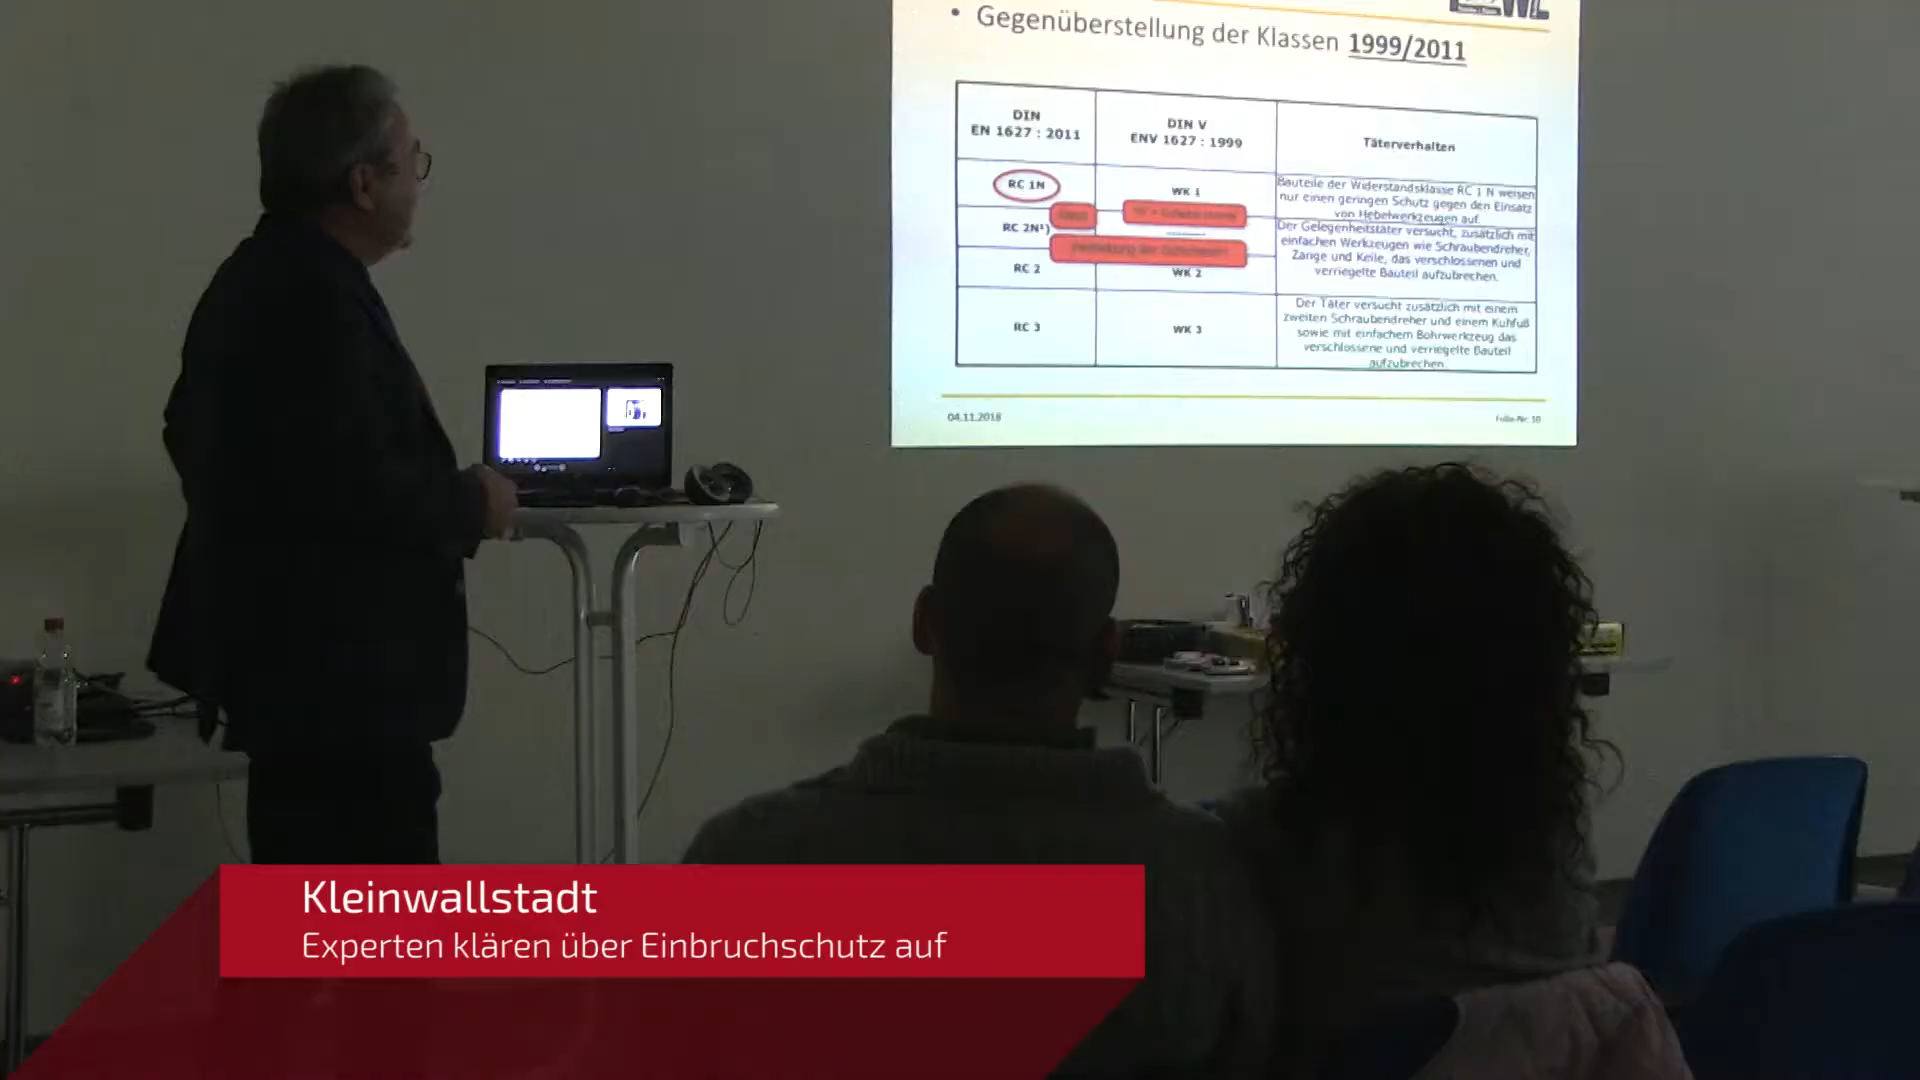 • Gegenüberstellung der Klassen 1999/2011
DIN
EN 1627 : 2011
DIN V
ENV 1627 : 1999
Täterverhalten
RC 1N
WK 1
Bauteile der Widerstandsklasse RC 1 N weisen
nur einen geringen Schutz gegen den Einsatz
von Hebelwerkzeugen auf.
RC 2N¹)
Der Gelegenheitstäter versucht, zusätzlich mit
einfachen Werkzeugen wie Schraubendreher,
Zange und Keile, das verschlossenen und
verriegelte Bauteil aufzubrechen.
RC 2
WK 2
RC 3
WK 3
Der Täter versucht zusätzlich mit einem
zweiten Schraubendreher und einem Kuhfuß
sowie mit einfachem Bohrwerkzeug das
verschlossene und verriegelte Bauteil
aufzubrechen.
04.11.2018
Folie-Nr. 10
Kleinwallstadt
Experten klären über Einbruchschutz auf